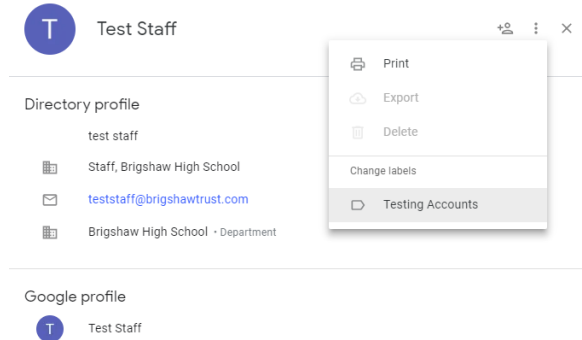 T
Test Staff
Print
Export
Delete
Change labels
Testing Accounts
Directory profile
test staff
Staff, Brigshaw High School
teststaff@brigshawtrust.com
Brigshaw High School · Department
Google profile
T
Test Staff